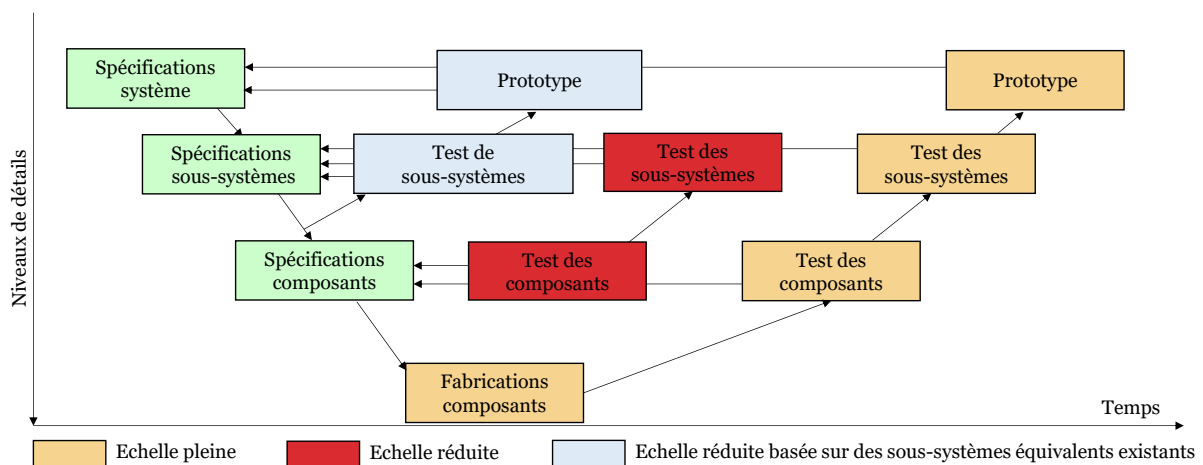 Spécifications
système
Prototype
Prototype
Spécifications
sous-systèmes
Test de
sous-systèmes
Test des
sous-systèmes
Test des
sous-systèmes
Niveaux de détails
Spécifications
composants
Test des
composants
Test des
composants
Fabrications
composants
Temps
Echelle pleine
Echelle réduite
Echelle réduite basée sur des sous-systèmes équivalents existants